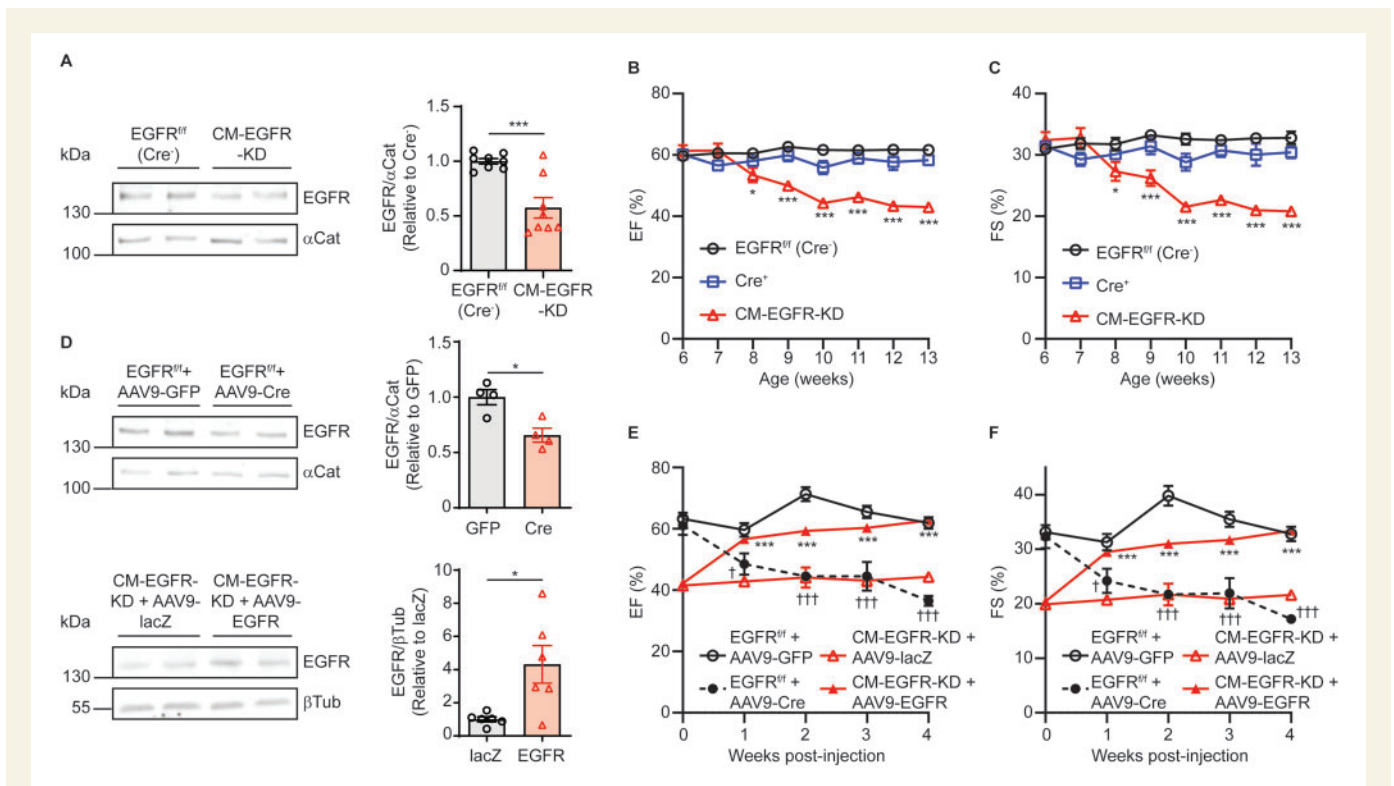 A
EGFRf/f (Cre-)
CM-EGFR -KD
kDa
EGFR
130
αCat
100
EGFR/αCat (Relative to Cre-)
1.5
1.0
0.5
0
***
EGFRf/f (Cre-)
CM-EGFR -KD
B
EF (%)
80
60
40
20
0
* *** *** *** *** ***
EGFRf/f (Cre-)
Cre+
CM-EGFR-KD
6 7 8 9 10 11 12 13
Age (weeks)
C
FS (%)
40
30
20
10
0
* *** *** *** *** ***
EGFRf/f (Cre-)
Cre+
CM-EGFR-KD
6 7 8 9 10 11 12 13
Age (weeks)
D
EGFRf/f+ AAV9-GFP
EGFRf/f+ AAV9-Cre
kDa
EGFR
130
αCat
100
EGFR/αCat (Relative to GFP)
1.5
1.0
0.5
0
*
GFP Cre
CM-EGFR-KD + AAV9-lacZ
CM-EGFR-KD + AAV9-EGFR
kDa
EGFR
130
55
βTub
EGFR/βTub (Relative to lacZ)
10
8
6
4
2
0
*
lacZ EGFR
E
EF (%)
80
60
40
20
0
*** *** *** ***
† ††† ††† †††
EGFRf/f + AAV9-GFP
CM-EGFR-KD + AAV9-lacZ
EGFRf/f + AAV9-Cre
CM-EGFR-KD + AAV9-EGFR
0 1 2 3 4
Weeks post-injection
F
FS (%)
40
30
20
10
0
*** *** *** ***
† ††† ††† †††
EGFRf/f + AAV9-GFP
CM-EGFR-KD + AAV9-lacZ
EGFRf/f + AAV9-Cre
CM-EGFR-KD + AAV9-EGFR
0 1 2 3 4
Weeks post-injection